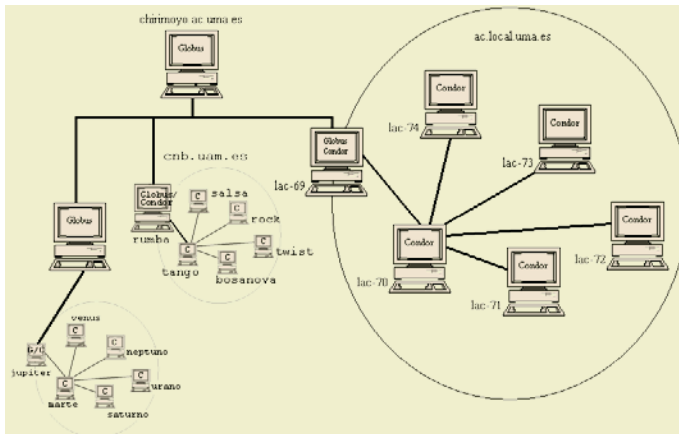 chirimoyo.ac.uma.es
Globus
ac.local.uma.es
Condor
lac-74
Condor
lac-73
Globus
Condor
lac-69
cnb.uam.es
Globus/
Condor
rumba
C
salsa
C
rock
C
twist
C
tango
C
bosanova
Globus
Condor
lac-70
Condor
lac-72
Condor
lac-71
venus
C
G/C
jupiter
C
neptuno
C
urano
C
marte
C
saturno